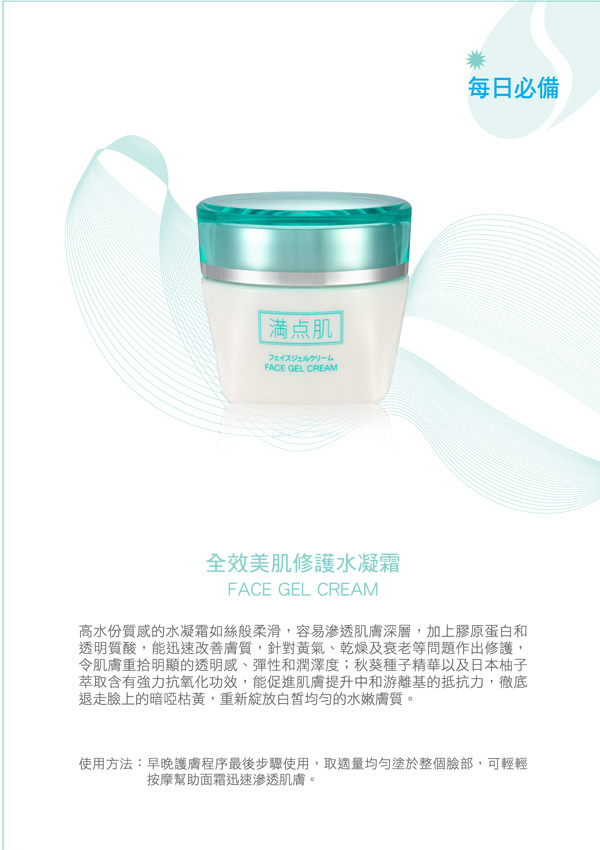 每日必備
満点肌
フェイスジェルクリーム
FACE GEL CREAM
全效美肌修護水凝霜
FACE GEL CREAM
高水份質感的水凝霜如絲般柔滑，容易滲透肌膚深層，加上膠原蛋白和
透明質酸，能迅速改善膚質，針對黃氣、乾燥及衰老等問題作出修護，
令肌膚重拾明顯的透明感、彈性和潤澤度；秋葵種子精華以及日本柚子
萃取含有強力抗氧化功效，能促進肌膚提升中和游離基的抵抗力，徹底
退走臉上的暗啞枯黃，重新綻放白皙均勻的水嫩膚質。
使用方法：早晚護膚程序最後步驟使用，取適量均勻塗於整個臉部，可輕輕
按摩幫助面霜迅速滲透肌膚。